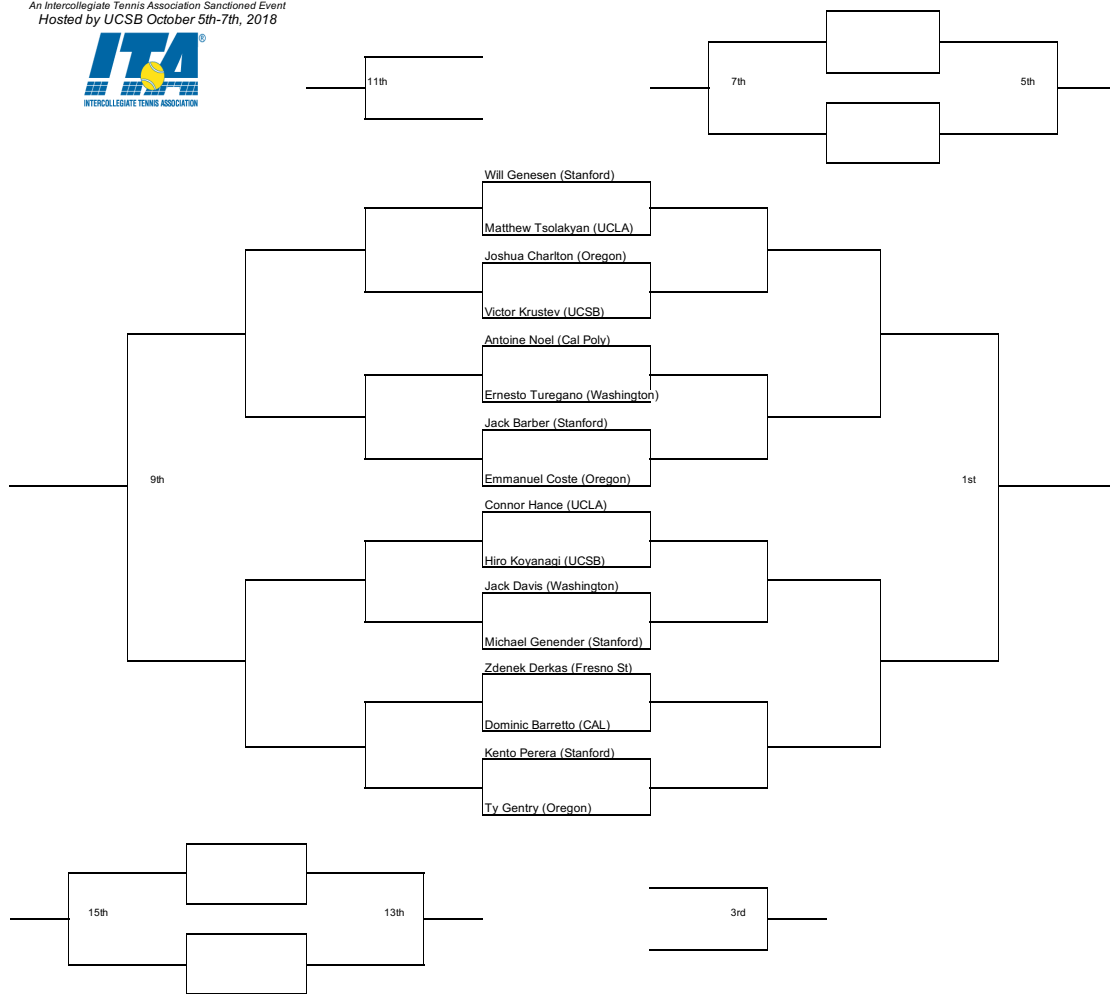 An Intercollegiate Tennis Association Sanctioned Event
Hosted by UCSB October 5th-7th, 2018
ITA®
INTERCOLLEGIATE TENNIS ASSOCIATION
11th
7th
5th
Will Genesen (Stanford)
Matthew Tsolakyan (UCLA)
Joshua Charlton (Oregon)
Victor Krustev (UCSB)
Antoine Noel (Cal Poly)
Ernesto Turegano (Washington)
Jack Barber (Stanford)
Emmanuel Coste (Oregon)
9th
1st
Connor Hance (UCLA)
Hiro Koyanagi (UCSB)
Jack Davis (Washington)
Michael Genender (Stanford)
Zdenek Derkas (Fresno St)
Dominic Barretto (CAL)
Kento Perera (Stanford)
Ty Gentry (Oregon)
15th
13th
3rd